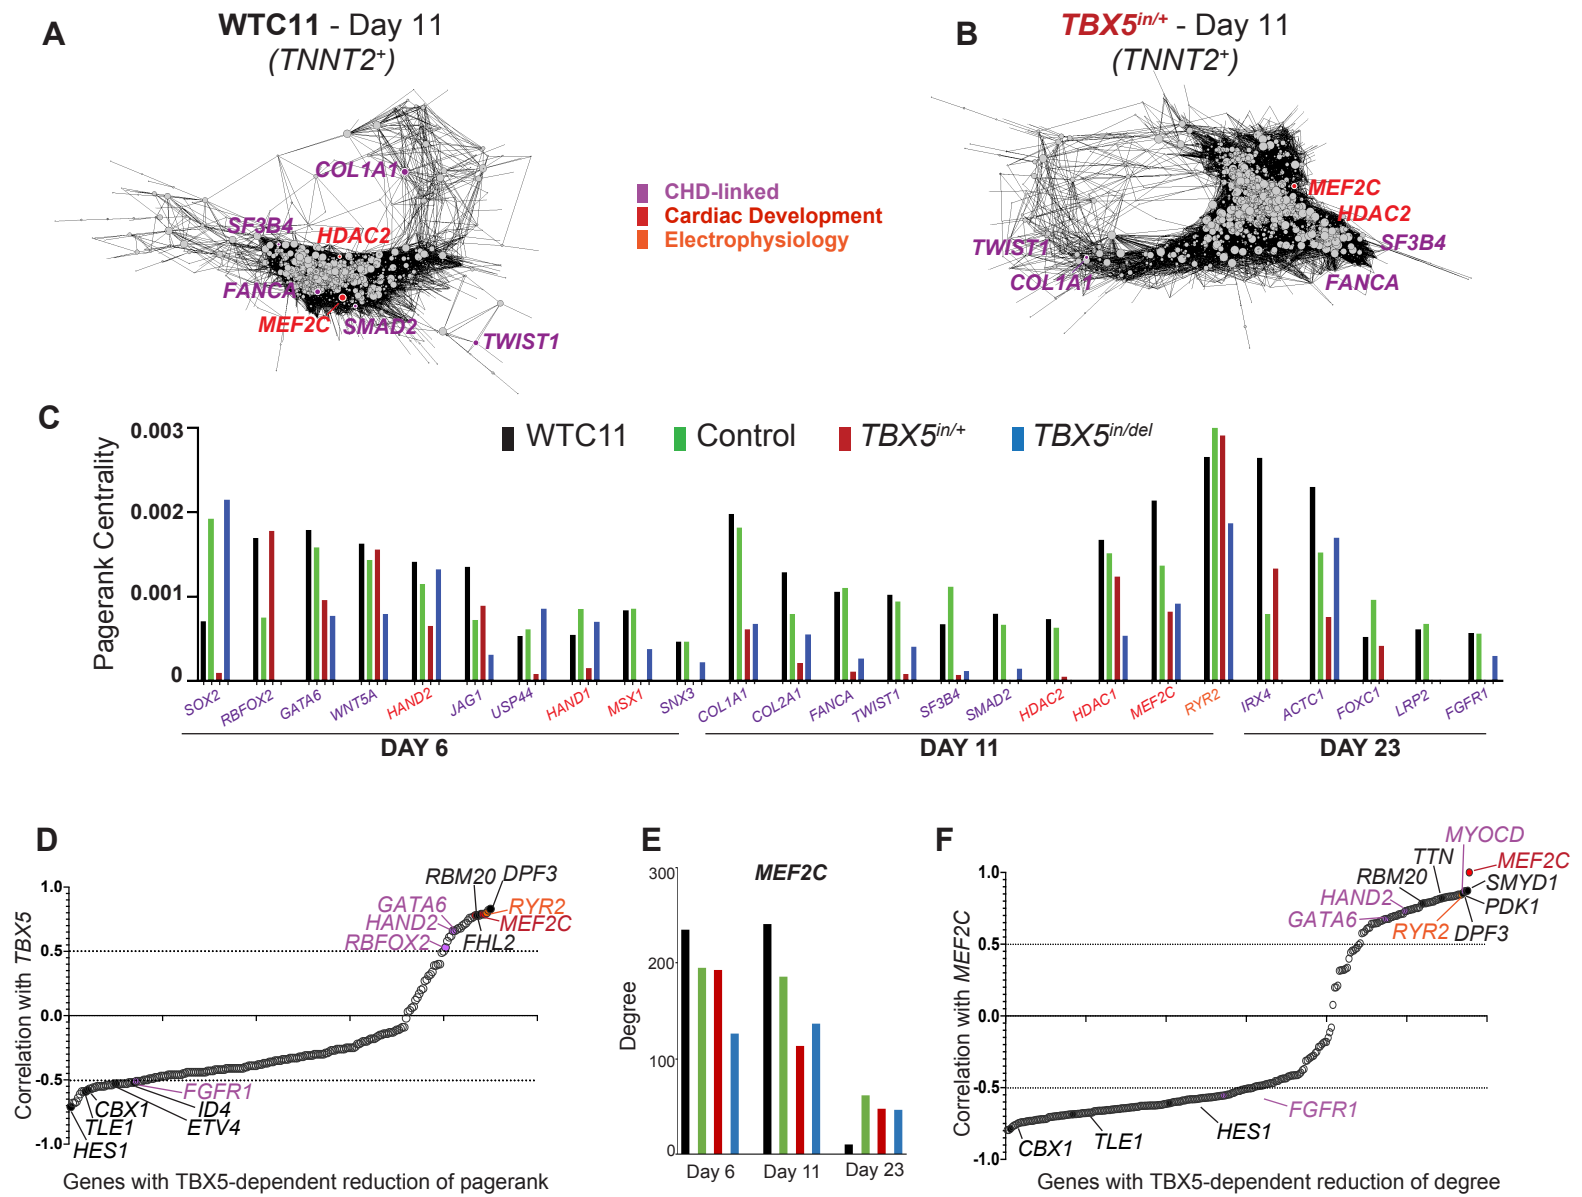 A
WTC11 - Day 11
(TNNT2+)
COL1A1
SF3B4
HDAC2
FANCA
MEF2C
SMAD2
TWIST1
CHD-linked
Cardiac Development
Electrophysiology
B
TBX5in/+ - Day 11
(TNNT2+)
MEF2C
HDAC2
SF3B4
TWIST1
COL1A1
FANCA
C
Pagerank Centrality
0.003
0.002
0.001
0
WTC11
Control
TBX5in/+
TBX5in/del
SOX2
RBFOX2
GATA6
WNT5A
HAND2
JAG1
USP44
HAND1
MSX1
SNX3
COL1A1
COL2A1
FANCA
TWIST1
SF3B4
SMAD2
HDAC2
HDAC1
MEF2C
RYR2
IRX4
ACTC1
FOXC1
LRP2
FGFR1
DAY 6
DAY 11
DAY 23
D
Correlation with TBX5
1.0
0.5
0.0
-0.5
-1.0
RBM20
DPF3
GATA6
RYR2
HAND2
MEF2C
RBFOX2
FHL2
FGFR1
CBX1
ID4
TLE1
ETV4
HES1
Genes with TBX5-dependent reduction of pagerank
E
MEF2C
Degree
300
200
100
0
Day 6
Day 11
Day 23
F
Correlation with MEF2C
1.0
0.5
0.0
-0.5
-1.0
MYOCD
TTN
MEF2C
RBM20
SMYD1
HAND2
PDK1
GATA6
RYR2
DPF3
FGFR1
HES1
TLE1
CBX1
Genes with TBX5-dependent reduction of degree